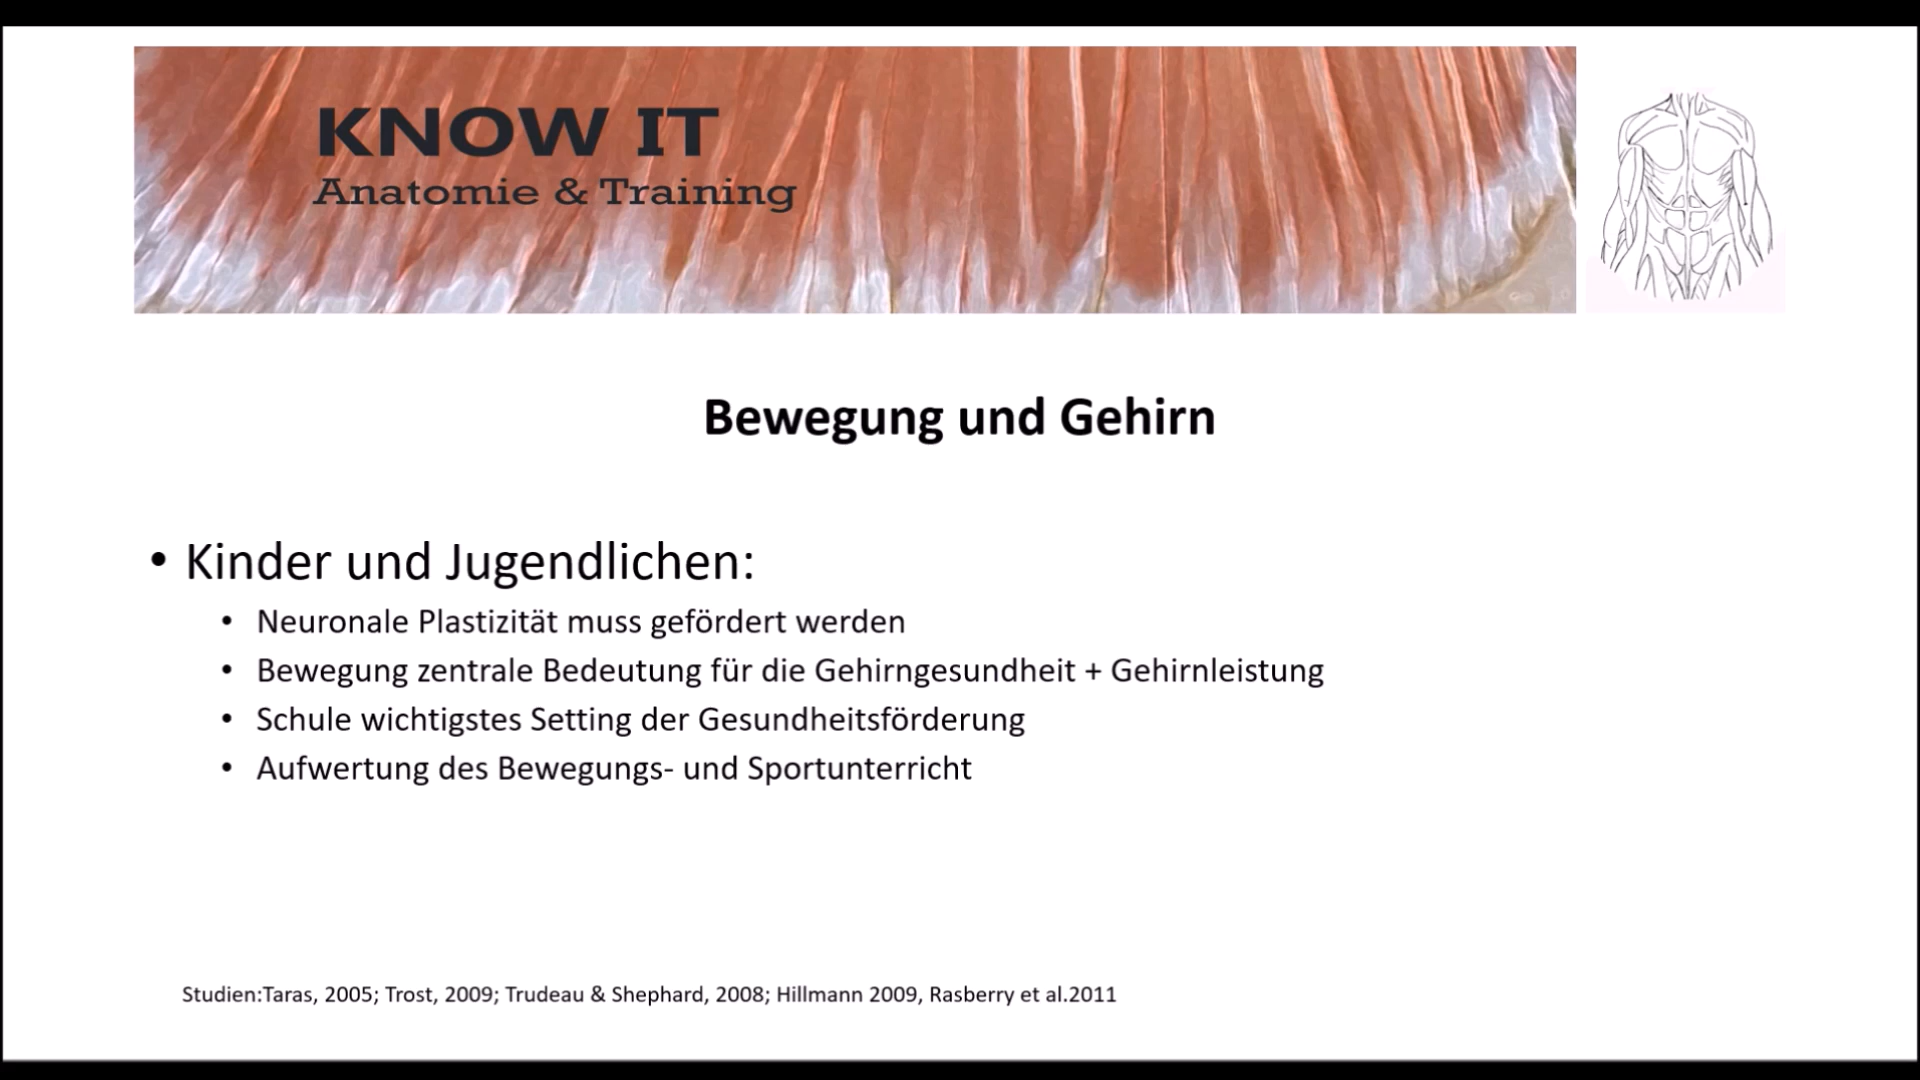 KNOW IT
Anatomie & Training
Bewegung und Gehirn
• Kinder und Jugendlichen:
• Neuronale Plastizität muss gefördert werden
• Bewegung zentrale Bedeutung für die Gehirngesundheit + Gehirnleistung
• Schule wichtigstes Setting der Gesundheitsförderung
• Aufwertung des Bewegungs- und Sportunterricht
Studien:Taras, 2005; Trost, 2009; Trudeau & Shephard, 2008; Hillmann 2009, Rasberry et al.2011